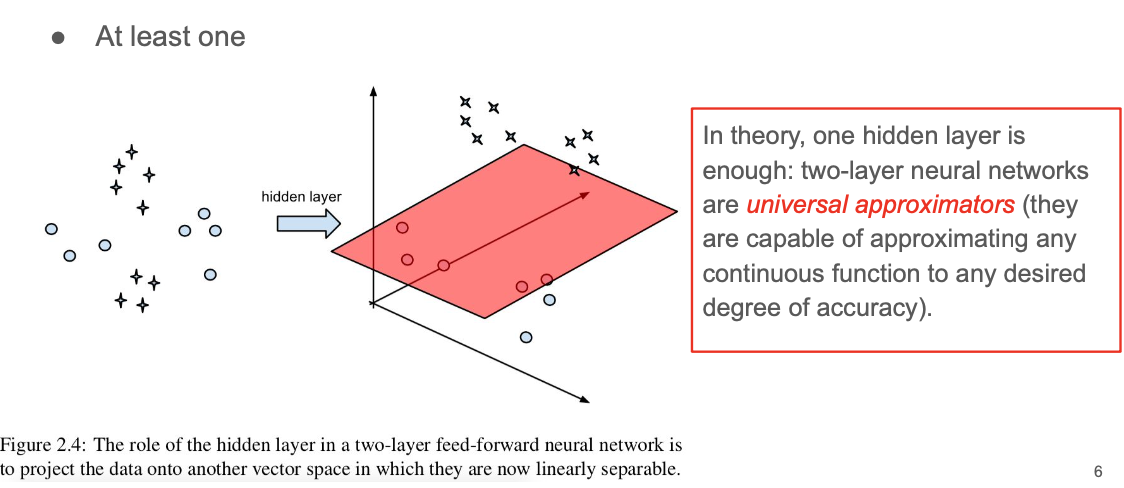 ● At least one
hidden layer
In theory, one hidden layer is
enough: two-layer neural networks
are universal approximators (they
are capable of approximating any
continuous function to any desired
degree of accuracy).
Figure 2.4: The role of the hidden layer in a two-layer feed-forward neural network is
to project the data onto another vector space in which they are now linearly separable.
6